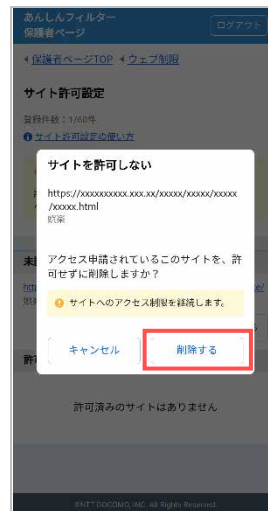 あんしんフィルター
保護者ページ
ログアウト
保護者ページTOP
ウェブ制限
サイト許可設定
登録件数：1/60件
サイト許可設定の使い方
サイトを許可しない
https://xxxxxxxxxx.xxx.xx/xxxxx/xxxxx/xxxxx
/xxxxx.html
娯楽
アクセス申請されているこのサイトを、許
可せずに削除しますか？
サイトへのアクセス制限を継続します。
キャンセル
削除する
許可済みのサイトはありません
©NTT DOCOMO, INC. All Rights Reserved.